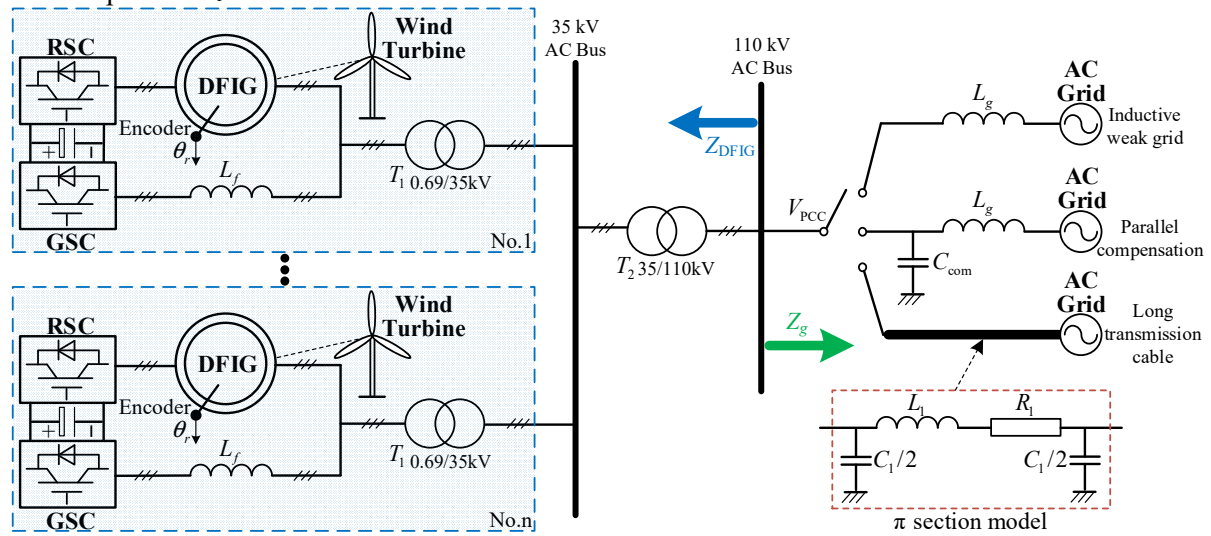 RSC
DFIG
Wind
Turbine
Encoder
θr
+
−
Lf
T1 0.69/35kV
GSC
No.1
RSC
DFIG
Wind
Turbine
Encoder
θr
+
−
Lf
T1 0.69/35kV
GSC
No.n
35 kV
AC Bus
T2 35/110kV
110 kV
AC Bus
ZDFIG
VPCC
Zg
Lg
AC
Grid
Inductive
weak grid
Lg
Ccom
AC
Grid
Parallel
compensation
AC
Grid
Long
transmission
cable
L1
R1
C1/2
C1/2
π section model